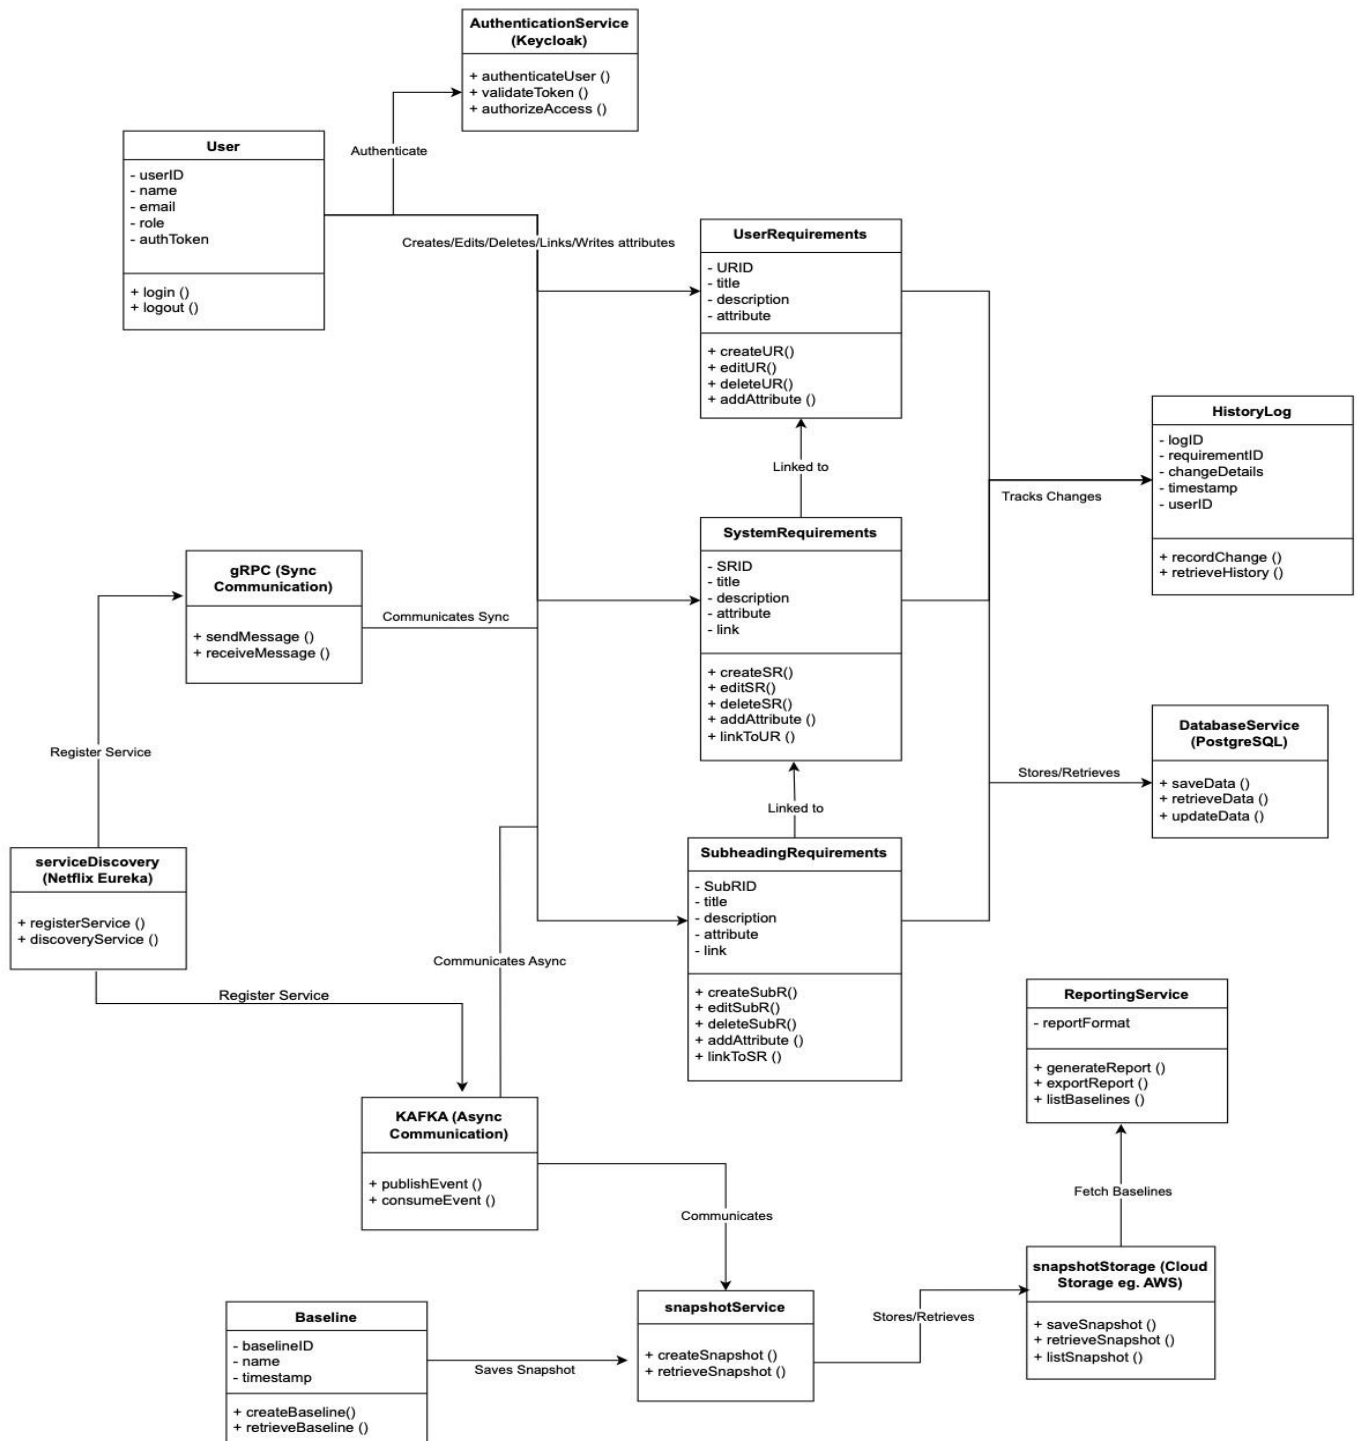 AuthenticationService
(Keycloak)
+ authenticateUser ()
+ validateToken ()
+ authorizeAccess ()
User
- userID
- name
- email
- role
- authToken
+ login ()
+ logout ()
Authenticate
Creates/Edits/Deletes/Links/Writes attributes
UserRequirements
- URID
- title
- description
- attribute
+ createUR()
+ editUR()
+ deleteUR()
+ addAttribute ()
Linked to
HistoryLog
- logID
- requirementID
- changeDetails
- timestamp
- userID
+ recordChange ()
+ retrieveHistory ()
Tracks Changes
SystemRequirements
- SRID
- title
- description
- attribute
- link
+ createSR()
+ editSR()
+ deleteSR()
+ addAttribute ()
+ linkToUR ()
gRPC (Sync
Communication)
+ sendMessage ()
+ receiveMessage ()
Communicates Sync
Register Service
DatabaseService
(PostgreSQL)
+ saveData ()
+ retrieveData ()
+ updateData ()
Stores/Retrieves
Linked to
serviceDiscovery
(Netflix Eureka)
+ registerService ()
+ discoveryService ()
SubheadingRequirements
- SubRID
- title
- description
- attribute
- link
+ createSubR()
+ editSubR()
+ deleteSubR()
+ addAttribute ()
+ linkToSR ()
Communicates Async
Register Service
ReportingService
- reportFormat
+ generateReport ()
+ exportReport ()
+ listBaselines ()
KAFKA (Async
Communication)
+ publishEvent ()
+ consumeEvent ()
Fetch Baselines
Communicates
snapshotStorage (Cloud
Storage eg. AWS)
+ saveSnapshot ()
+ retrieveSnapshot ()
+ listSnapshot ()
snapshotService
+ createSnapshot ()
+ retrieveSnapshot ()
Stores/Retrieves
Baseline
- baselineID
- name
- timestamp
+ createBaseline()
+ retrieveBaseline ()
Saves Snapshot